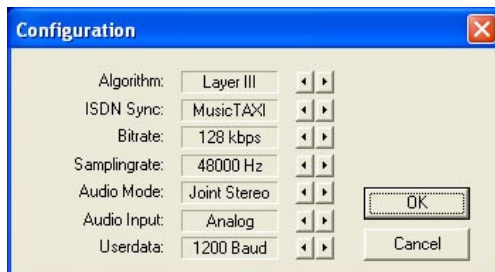 Configuration
Algorithm: Layer III
ISDN Sync: MusicTAXI
Bitrate: 128 kbps
Samplingrate: 48000 Hz
Audio Mode: Joint Stereo
Audio Input: Analog
Userdata: 1200 Baud
OK
Cancel